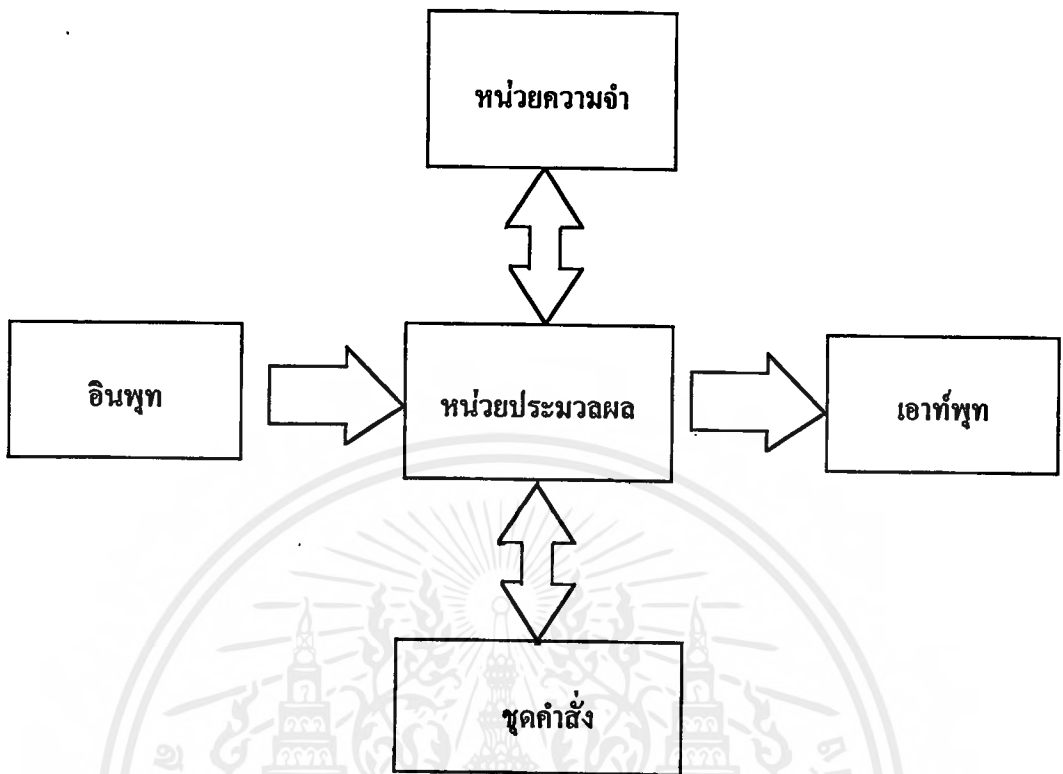 หน่วยความจำ
อินพุท
หน่วยประมวลผล
เอาท์พุท
ชุดคำสั่ง